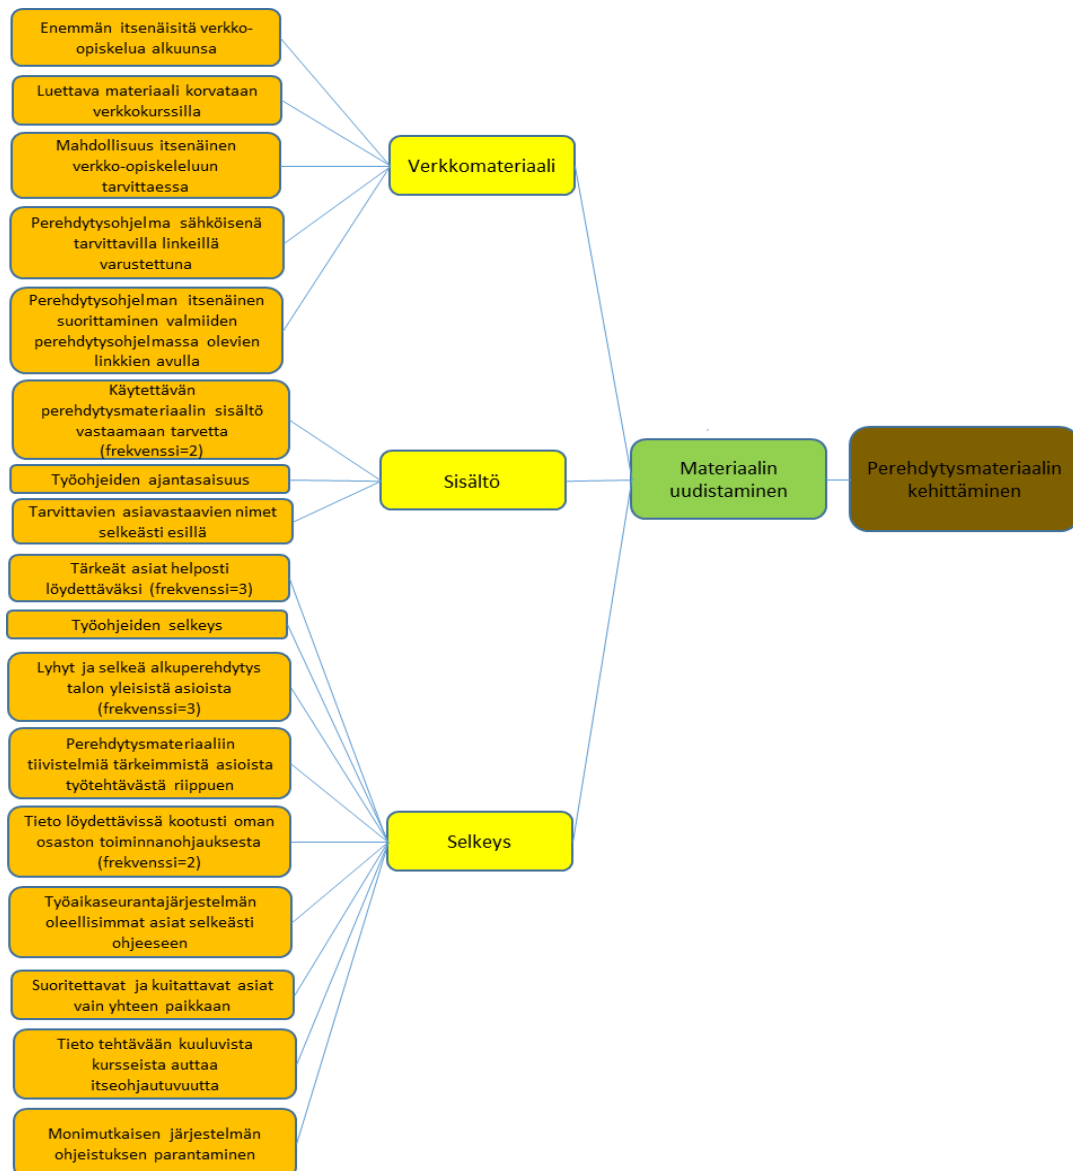 Enemmän itsenäisitä verkko-
opiskelua alkuunsa
Luettava materiaali korvataan
verkkokurssilla
Mahdollisuus itsenäinen
verkko-opiskeleluun
tarvittaessa
Perehdytysohjelma sähköisenä
tarvittavilla linkeillä
varustettuna
Perehdytysohjelman itsenäinen
suorittaminen valmiiden
perehdytysohjelmassa olevien
linkkien avulla
Käytettävän
perehdytysmateriaalin sisältö
vastaamaan tarvetta
(frekvenssi=2)
Työohjeiden ajantasaisuus
Tarvittavien asiavastaavien nimet
selkeästi esillä
Tärkeät asiat helposti
löydettäväksi (frekvenssi=3)
Työohjeiden selkeys
Lyhyt ja selkeä alkuperehdytys
talon yleisistä asioista
(frekvenssi=3)
Perehdytysmateriaaliin
tiivistelmiä tärkeimmistä asioista
työtehtävästä riippuen
Tieto löydettävissä kootusti oman
osaston toiminnanohjauksesta
(frekvenssi=2)
Työaikaseurantajärjestelmän
oleellisimmat asiat selkeästi
ohjeeseen
Suoritettavat ja kuitattavat asiat
vain yhteen paikkaan
Tieto tehtävään kuuluvista
kursseista auttaa
itseohjautuvuutta
Monimutkaisen järjestelmän
ohjeistuksen parantaminen
Verkkomateriaali
Sisältö
Selkeys
Materiaalin
uudistaminen
Perehdytysmateriaalin
kehittäminen